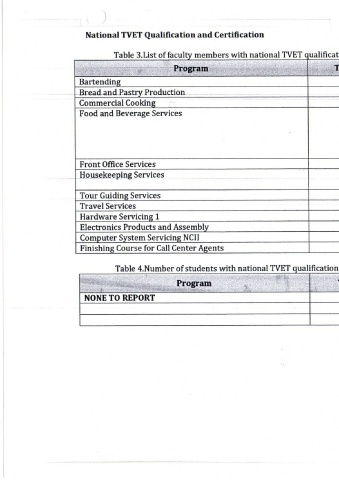 National TVET Qualification and Certification
Table 3.List of faculty members with national TVET
Program
Bartending
Bread and Pastry Production
Commercial Cooking
Food and Beverage Services
Front Office Services
Housekeeping Services
Tour Guiding Services
Travel Services
Hardware Servicing 1
Electronics Products and Assembly
Computer System Servicing NCII
Finishing Course for Call Center Agents
Table 4.Number of students with national TVET qualification
Program
NONE TO REPORT